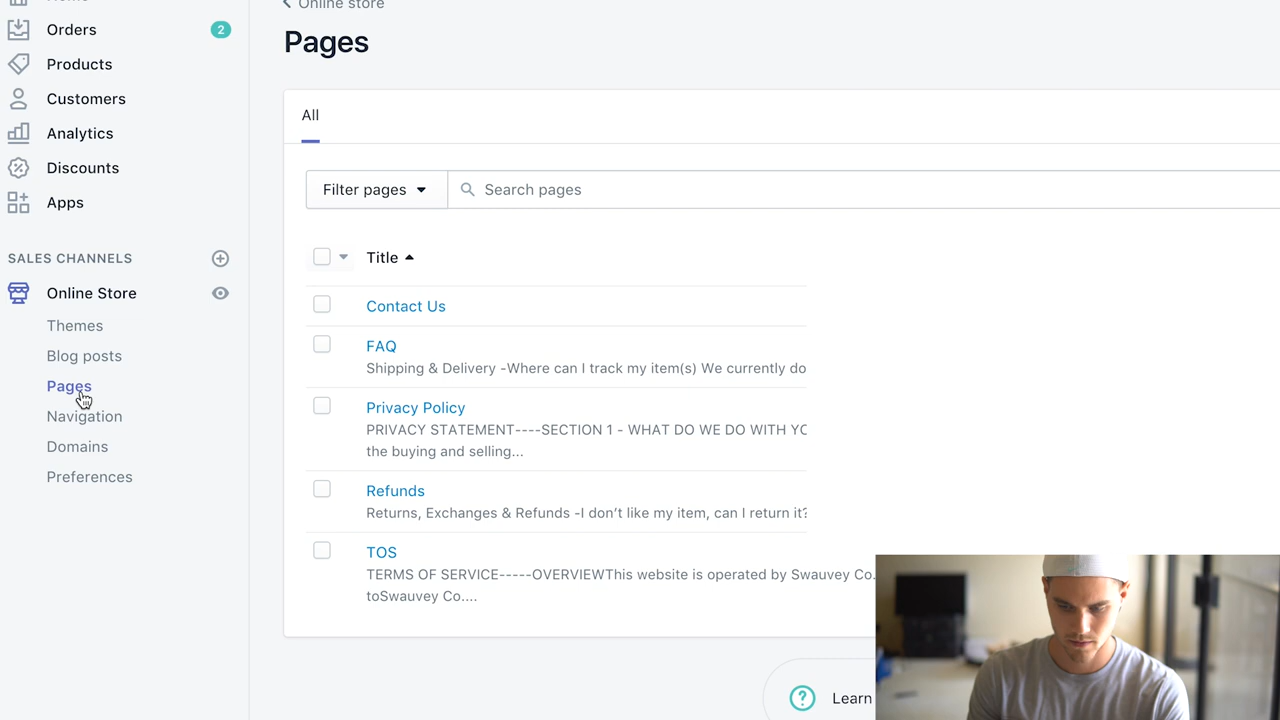 Online store
Orders
2
Products
Customers
Analytics
Discounts
Apps
SALES CHANNELS
Online Store
Themes
Blog posts
Pages
Navigation
Domains
Preferences
Pages
All
Filter pages
Search pages
Title
Contact Us
FAQ
Shipping & Delivery -Where can I track my item(s) We currently do
Privacy Policy
PRIVACY STATEMENT----SECTION 1 - WHAT DO WE DO WITH
the buying and selling...
Refunds
Returns, Exchanges & Refunds -I don't like my item, can I return it?
TOS
TERMS OF SERVICE-----OVERVIEWThis website is operated by Swauvey Co.
toSwauvey Co....
Learn